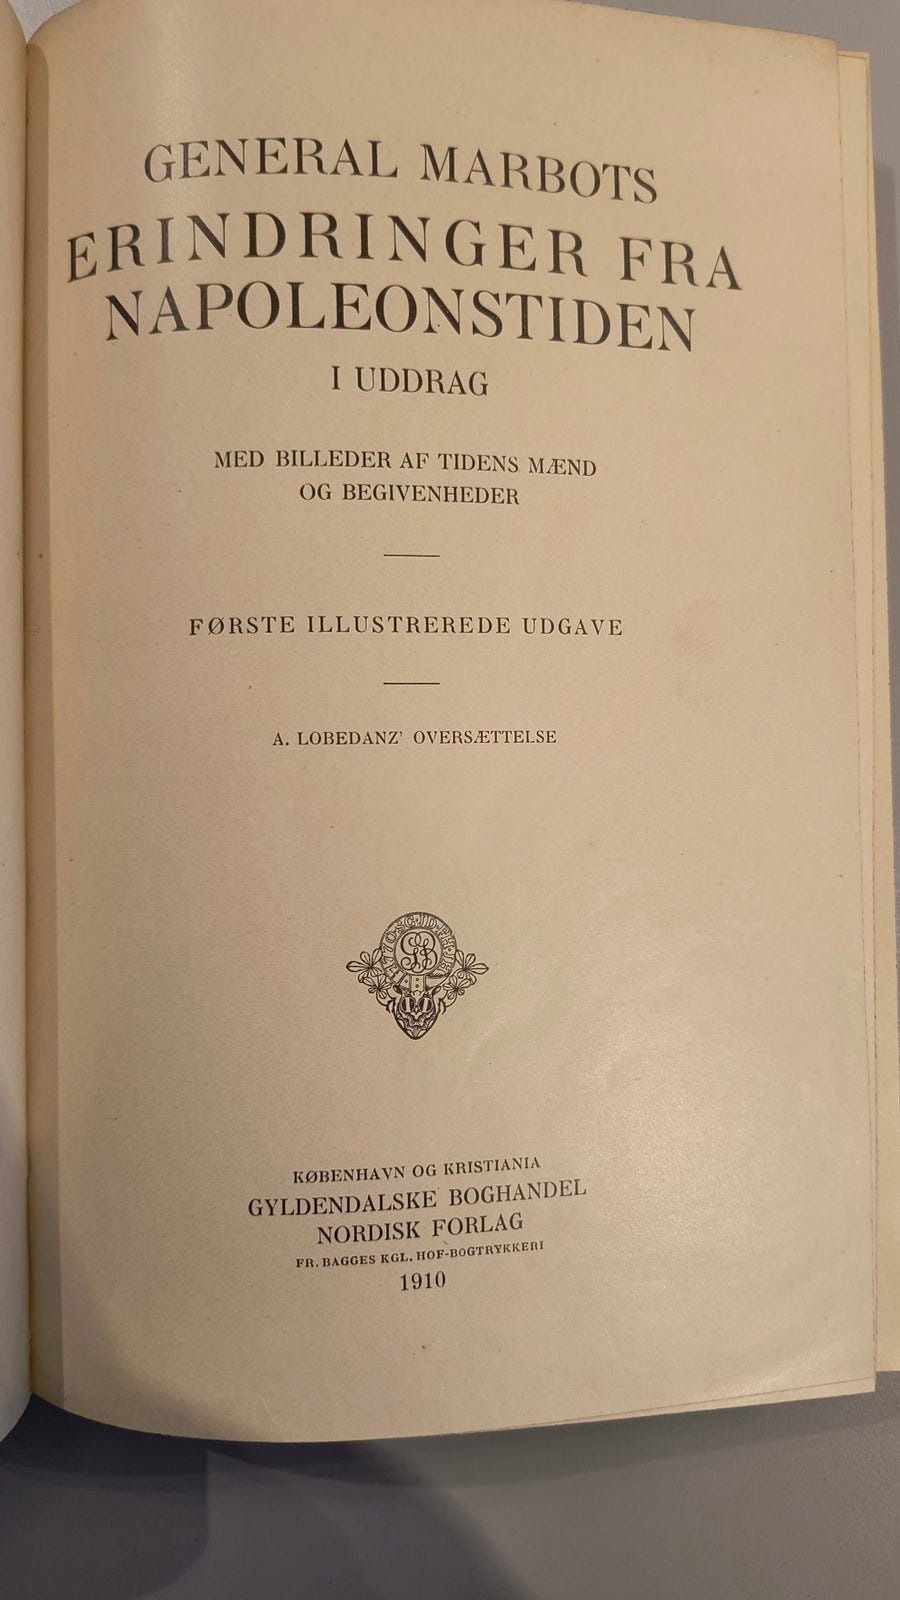 GENERAL MARBOTS
ERINDRINGER FRA
NAPOLEONSTIDEN
I UDDRAG
MED BILLEDER AF TIDENS MÆND
OG BEGIVENHEDER
FØRSTE ILLUSTREREDE UDGAVE
A. LOBEDANZ' OVERSÆTTELSE
KØBENHAVN OG KRISTIANIA
GYLDENDALSKE BOGHANDEL
NORDISK FORLAG
FR. BAGGES KGL. HOF-BOGTRYKKERI
1910